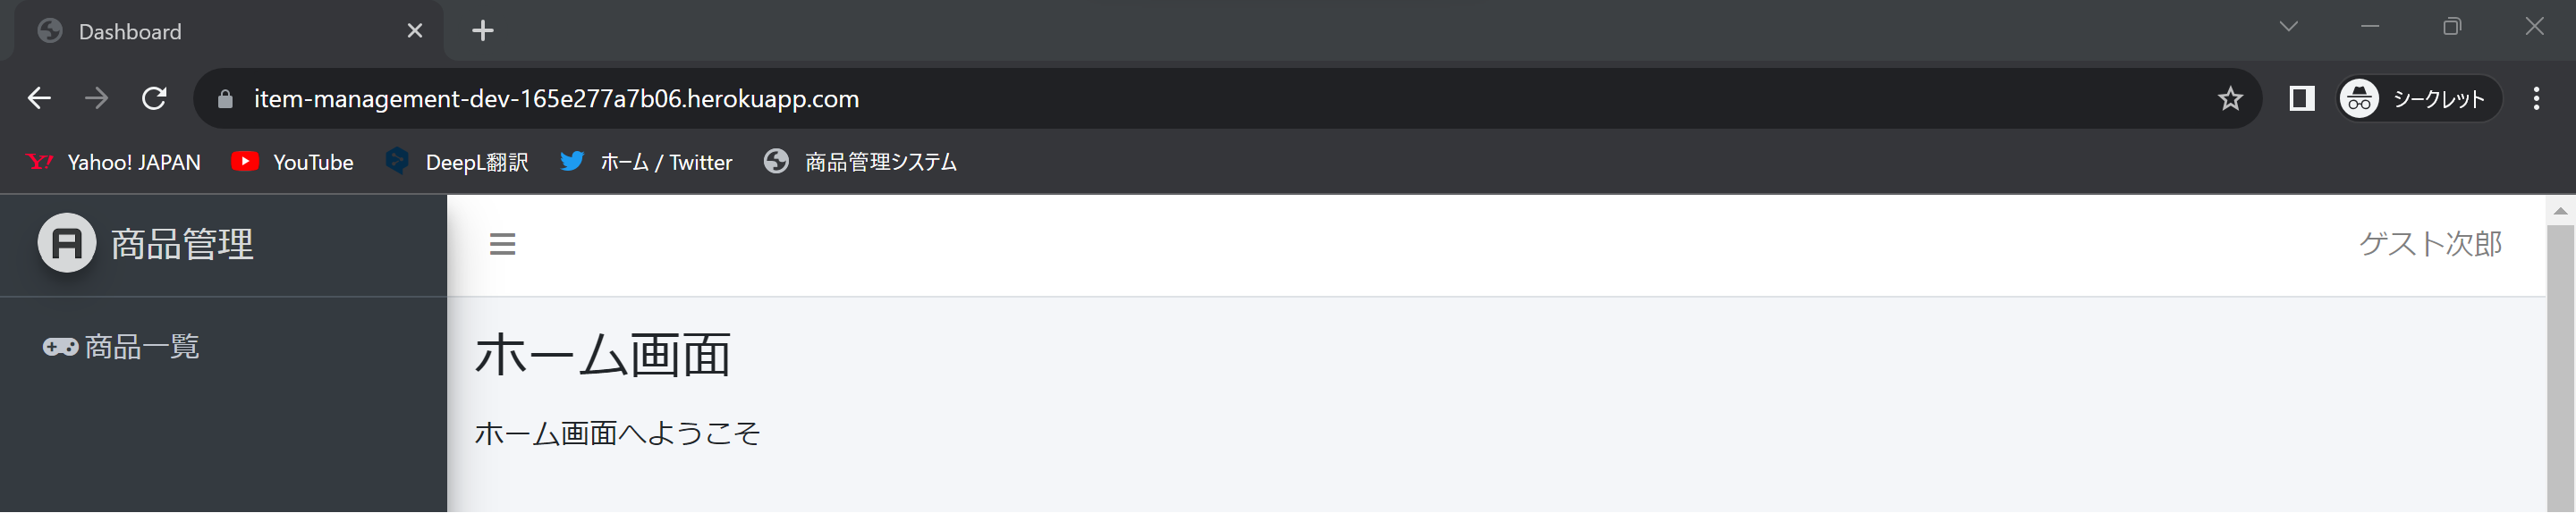 Dashboard
item-management-dev-165e277a7b06.herokuapp.com
シークレット
Yahoo! JAPAN
YouTube
DeepL翻訳
ホーム / Twitter
商品管理システム
商品管理
ゲスト次郎
商品一覧
ホーム画面
ホーム画面へようこそ